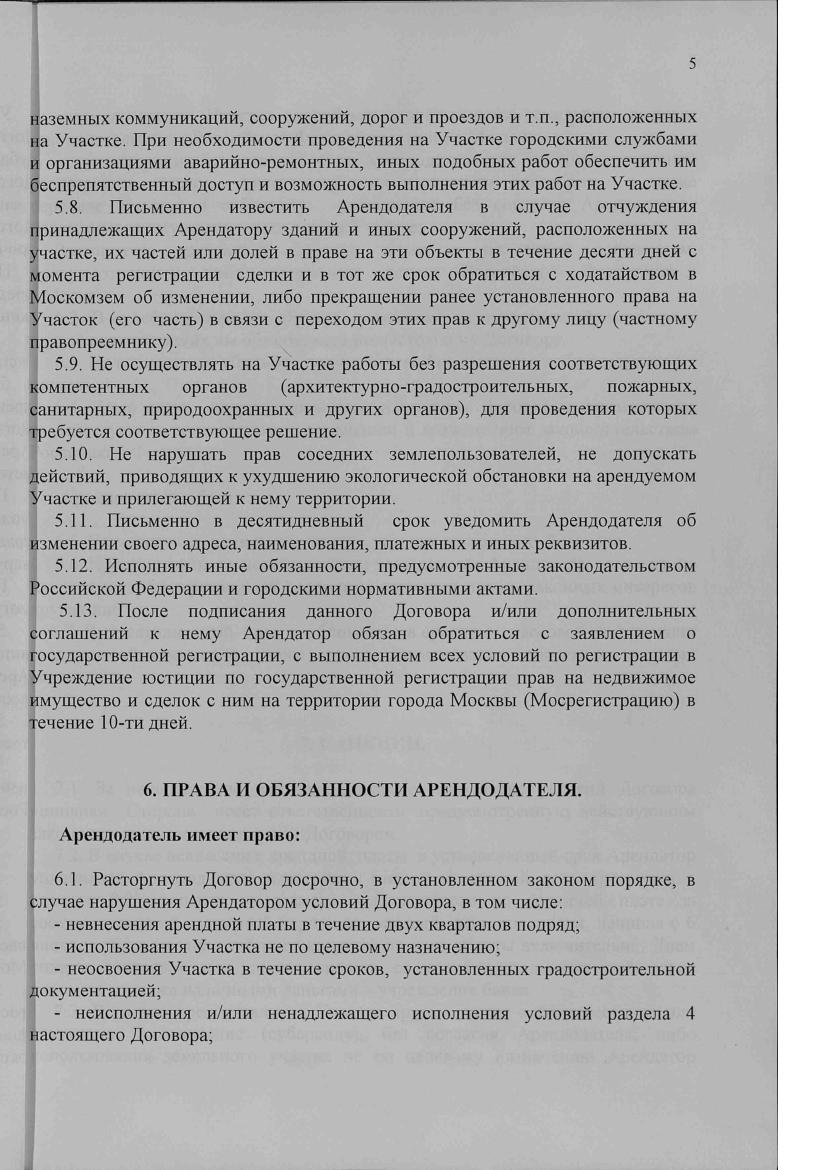 5
наземных коммуникаций, сооружений, дорог и проездов и т.п., расположенных
на Участке. При необходимости проведения на Участке городскими службами
и организациями аварийно-ремонтных, иных подобных работ обеспечить им
беспрепятственный доступ и возможность выполнения этих работ на Участке.
5.8. Письменно известить Арендодателя в случае отчуждения
принадлежащих Арендатору зданий и иных сооружений, расположенных на
участке, их частей или долей в праве на эти объекты в течение десяти дней с
момента регистрации сделки и в тот же срок обратиться с ходатайством в
Москомзем об изменении, либо прекращении ранее установленного права на
Участок (его часть) в связи с переходом этих прав к другому лицу (частному
правопреемнику).
5.9. Не осуществлять на Участке работы без разрешения соответствующих
компетентных органов (архитектурно-градостроительных, пожарных,
санитарных, природоохранных и других органов), для проведения которых
требуется соответствующее решение.
5.10. Не нарушать прав соседних землепользователей, не допускать
действий, приводящих к ухудшению экологической обстановки на арендуемом
Участке и прилегающей к нему территории.
5.11. Письменно в десятидневный срок уведомить Арендодателя об
изменении своего адреса, наименования, платежных и иных реквизитов.
5.12. Исполнять иные обязанности, предусмотренные законодательством
Российской Федерации и городскими нормативными актами.
5.13. После подписания данного Договора и/или дополнительных
соглашений к нему Арендатор обязан обратиться с заявлением о
государственной регистрации, с выполнением всех условий по регистрации в
Учреждение юстиции по государственной регистрации прав на недвижимое
имущество и сделок с ним на территории города Москвы (Мосрегистрацию) в
течение 10-ти дней.
6. ПРАВА И ОБЯЗАННОСТИ АРЕНДОДАТЕЛЯ.
Арендодатель имеет право:
6.1. Расторгнуть Договор досрочно, в установленном законом порядке, в
случае нарушения Арендатором условий Договора, в том числе:
- невнесения арендной платы в течение двух кварталов подряд;
- использования Участка не по целевому назначению;
- неосвоения Участка в течение сроков, установленных градостроительной
документацией;
- неисполнения и/или ненадлежащего исполнения условий раздела 4
настоящего Договора;